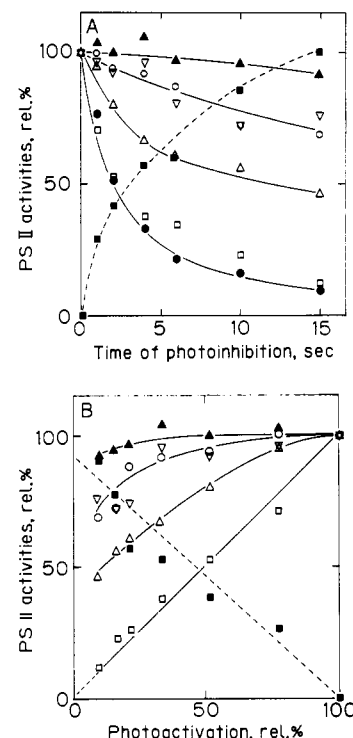 A
PS II activities, rel.%
100
50
0
0
5
10
15
Time of photoinhibition, sec
B
PS II activities, rel.%
100
50
0
0
50
100
Photoactivation, rel.%